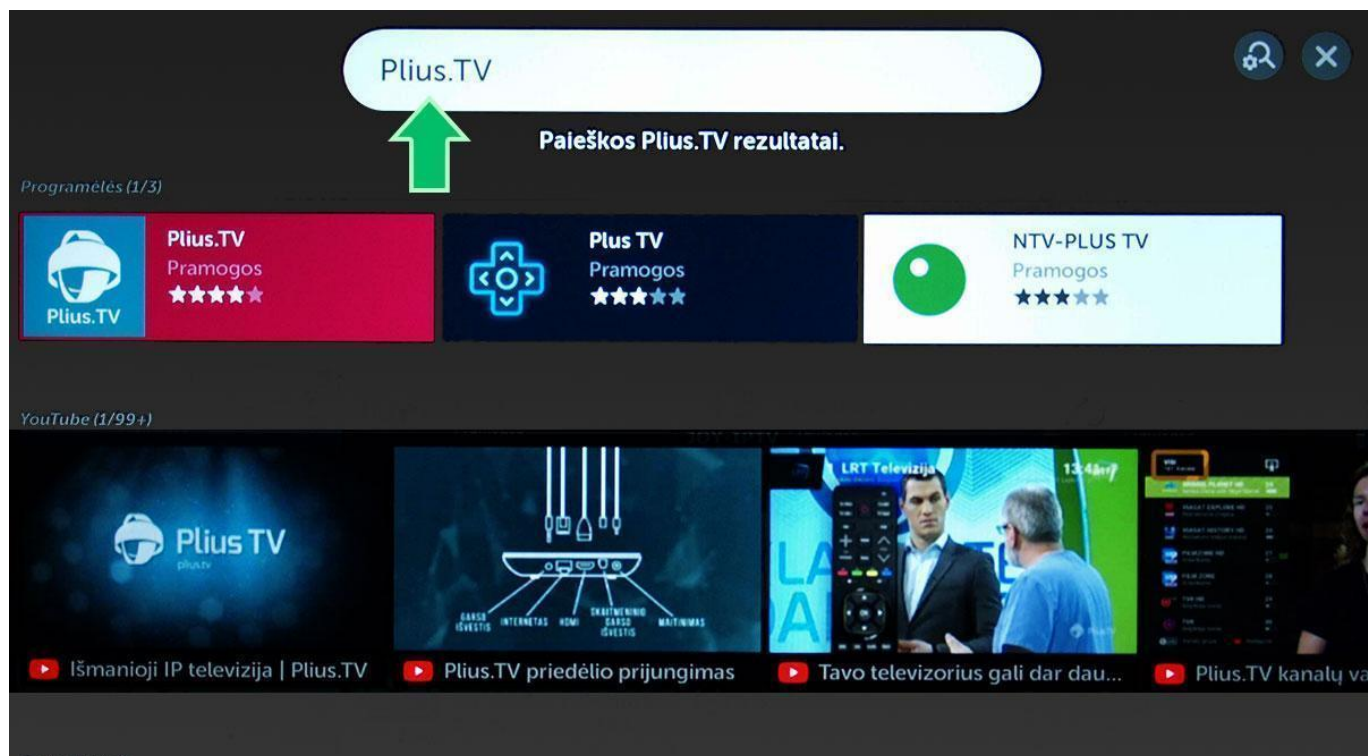 Plius.TV
Paieškos Plius.TV rezultatai.
Programėlės (1/3)
Plius.TV
Plius.TV
Pramogos
Plus TV
Pramogos
NTV-PLUS TV
Pramogos
YouTube (1/99+)
Plius TV
plius.tv
GARSO IŠVESTIS
INTERNETAS
HDMI
SKAITMENINIO GARSO IŠVESTIS
MAITINIMAS
LRT Televizija
Išmanioji IP televizija | Plius.TV
Plius.TV priedėlio prijungimas
Tavo televizorius gali dar dau...
Plius.TV kanalų va